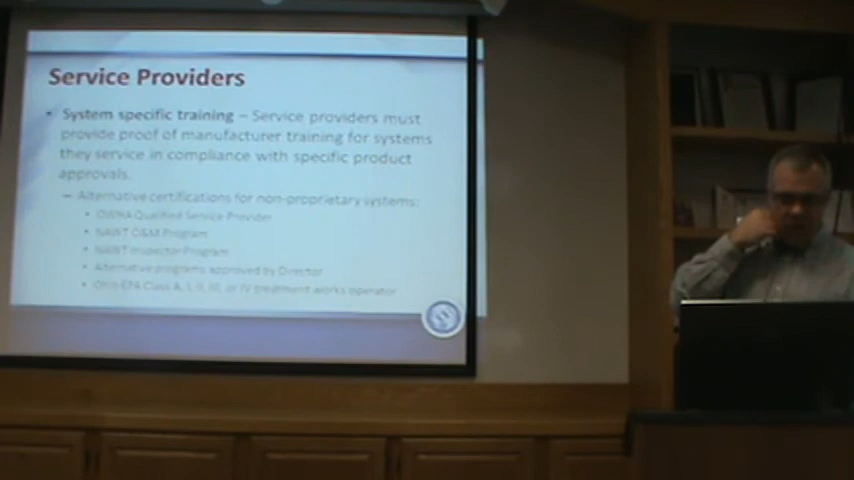 Service Providers
• System specific training – Service providers must
provide proof of manufacturer training for systems
they service in compliance with specific product
approvals.
– Alternative certifications for non-proprietary systems:
• Qualified Service Provider
• NAWT O&M Program
• NAWT Inspector Program
• Alternative programs approved by Director
• Ohio EPA Class A, I, II, III, or IV treatment works operator